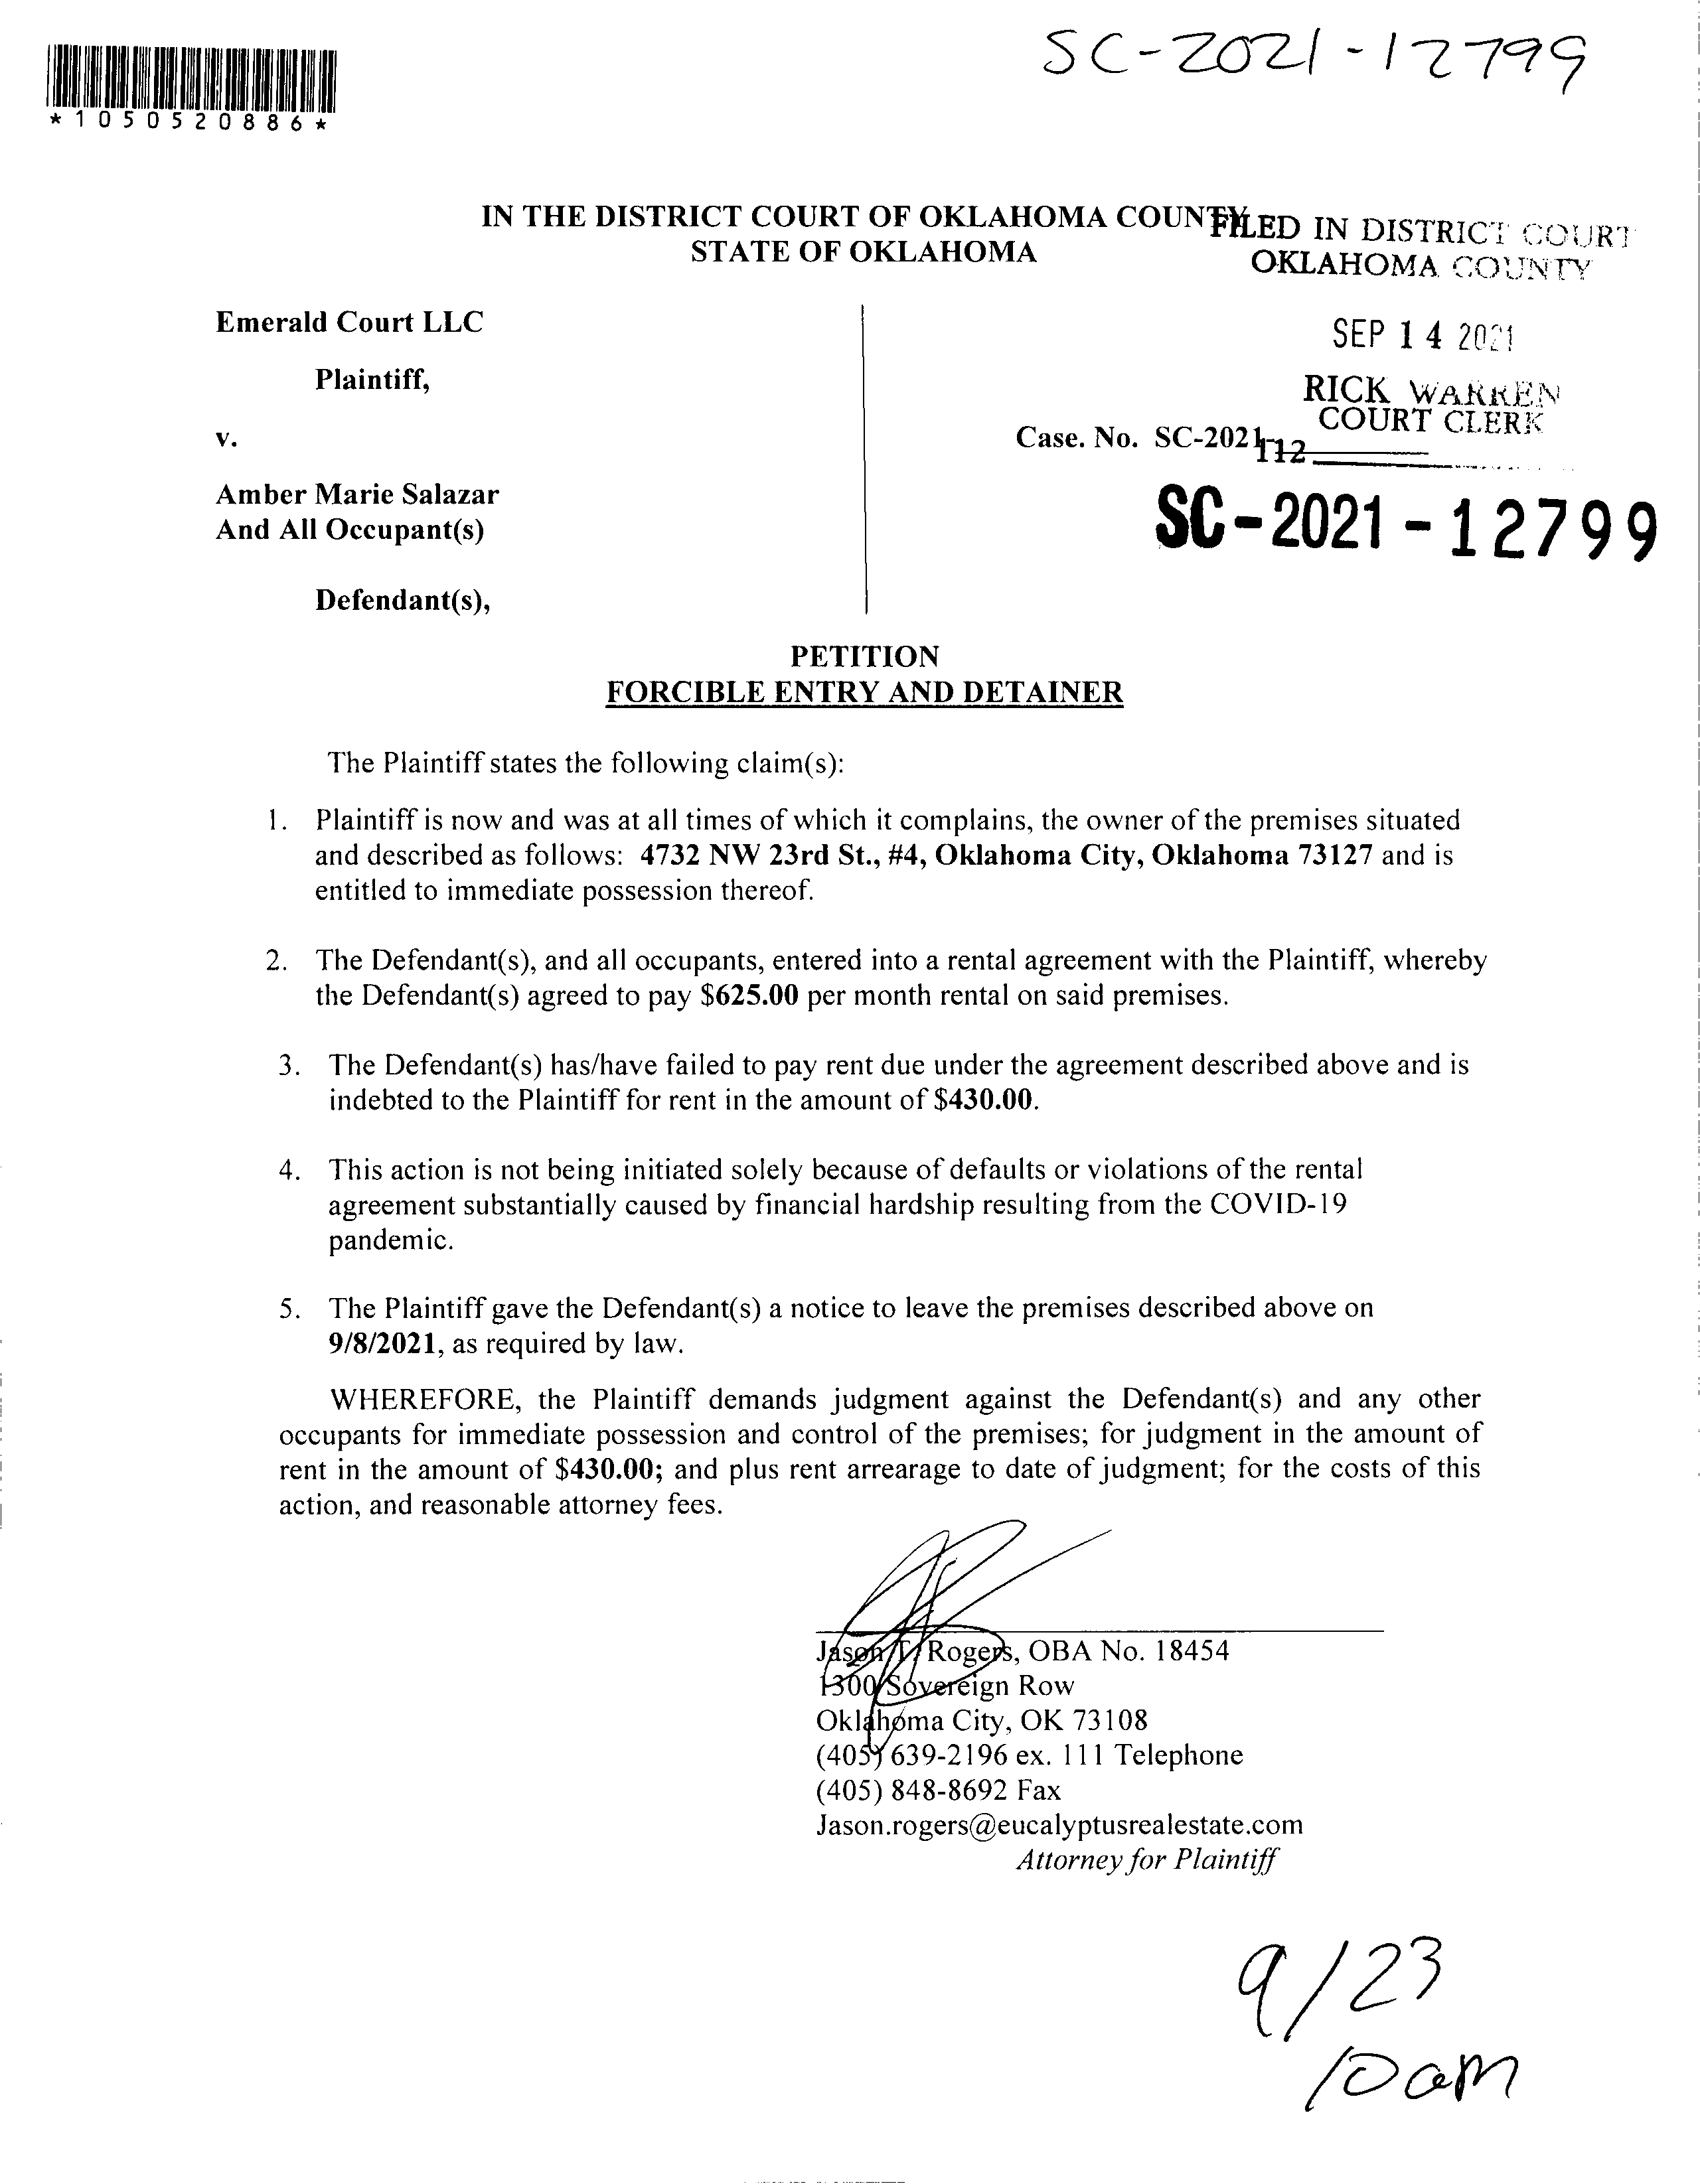 SC-2021-12799
*1050520886*
IN THE DISTRICT COURT OF OKLAHOMA COUNTY
STATE OF OKLAHOMA
FILED IN DISTRICT COURT
OKLAHOMA COUNTY
SEP 14 2021
RICK WARREN
COURT CLERK
Emerald Court LLC
Plaintiff,
v.
Case. No. SC-2021-
112
Amber Marie Salazar
And All Occupant(s)
SC-2021-12799
Defendant(s),
PETITION
FORCIBLE ENTRY AND DETAINER
The Plaintiff states the following claim(s):
1. Plaintiff is now and was at all times of which it complains, the owner of the premises situated
and described as follows: 4732 NW 23rd St., #4, Oklahoma City, Oklahoma 73127 and is
entitled to immediate possession thereof.
2. The Defendant(s), and all occupants, entered into a rental agreement with the Plaintiff, whereby
the Defendant(s) agreed to pay $625.00 per month rental on said premises.
3. The Defendant(s) has/have failed to pay rent due under the agreement described above and is
indebted to the Plaintiff for rent in the amount of $430.00.
4. This action is not being initiated solely because of defaults or violations of the rental
agreement substantially caused by financial hardship resulting from the COVID-19
pandemic.
5. The Plaintiff gave the Defendant(s) a notice to leave the premises described above on
9/8/2021, as required by law.
WHEREFORE, the Plaintiff demands judgment against the Defendant(s) and any other
occupants for immediate possession and control of the premises; for judgment in the amount of
rent in the amount of $430.00; and plus rent arrearage to date of judgment; for the costs of this
action, and reasonable attorney fees.
Jason T. Rogers, OBA No. 18454
1300 Sovereign Row
Oklahoma City, OK 73108
(405) 639-2196 ex. 111 Telephone
(405) 848-8692 Fax
Jason.rogers@eucalyptusrealestate.com
Attorney for Plaintiff
9/23
10am